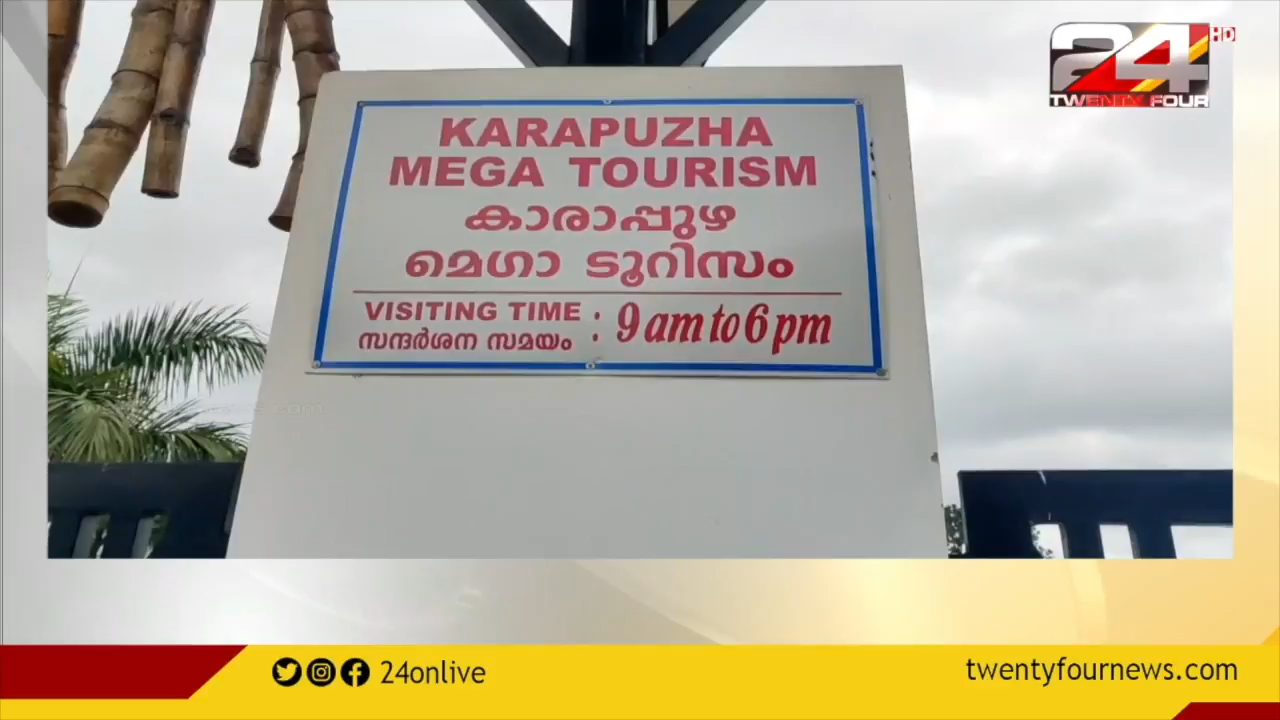 24
HD
TWENTY FOUR
KARAPUZHA
MEGA TOURISM
കാരാപ്പുഴ
മെഗാ ടൂറിസം
VISITING TIME : 9 am to 6 pm
സന്ദർശന സമയം :
24onlive
twentyfournews.com